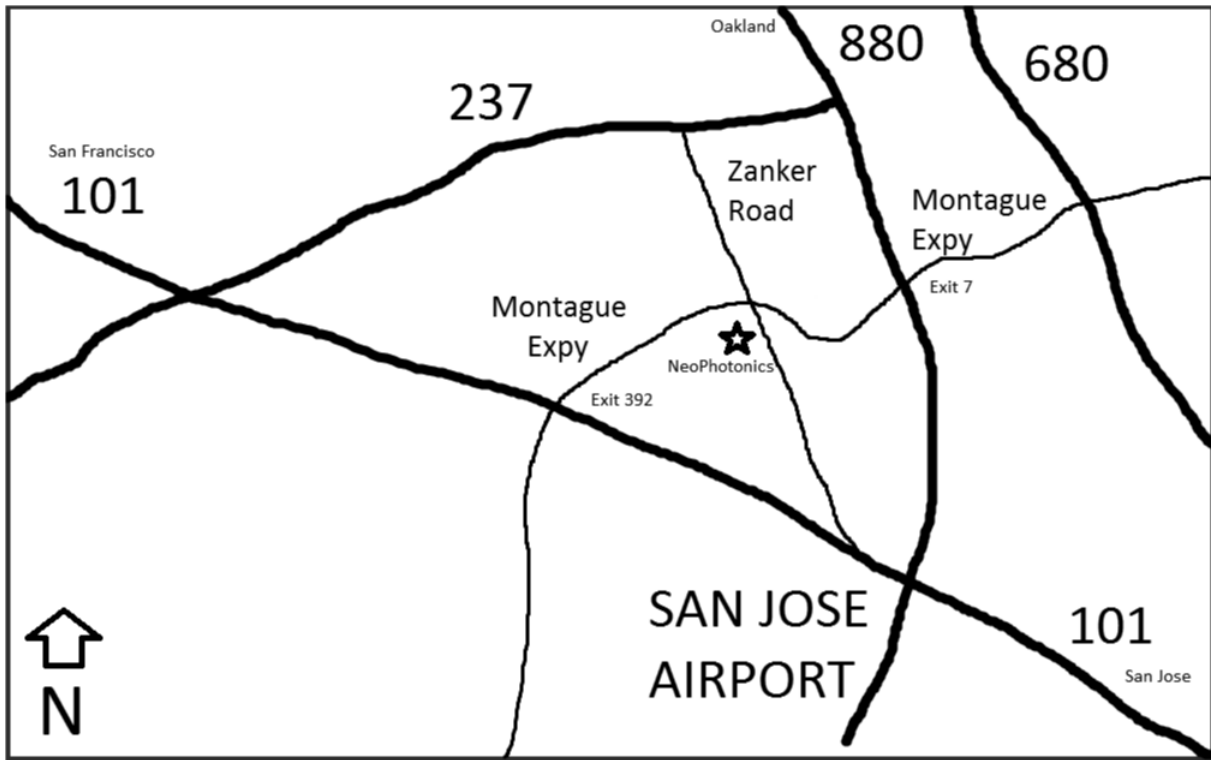 Oakland
880
680
237
San Francisco
101
Zanker
Road
Montague
Expy
Exit 7
Montague
Expy
NeoPhotonics
Exit 392
SAN JOSE
AIRPORT
101
San Jose
N